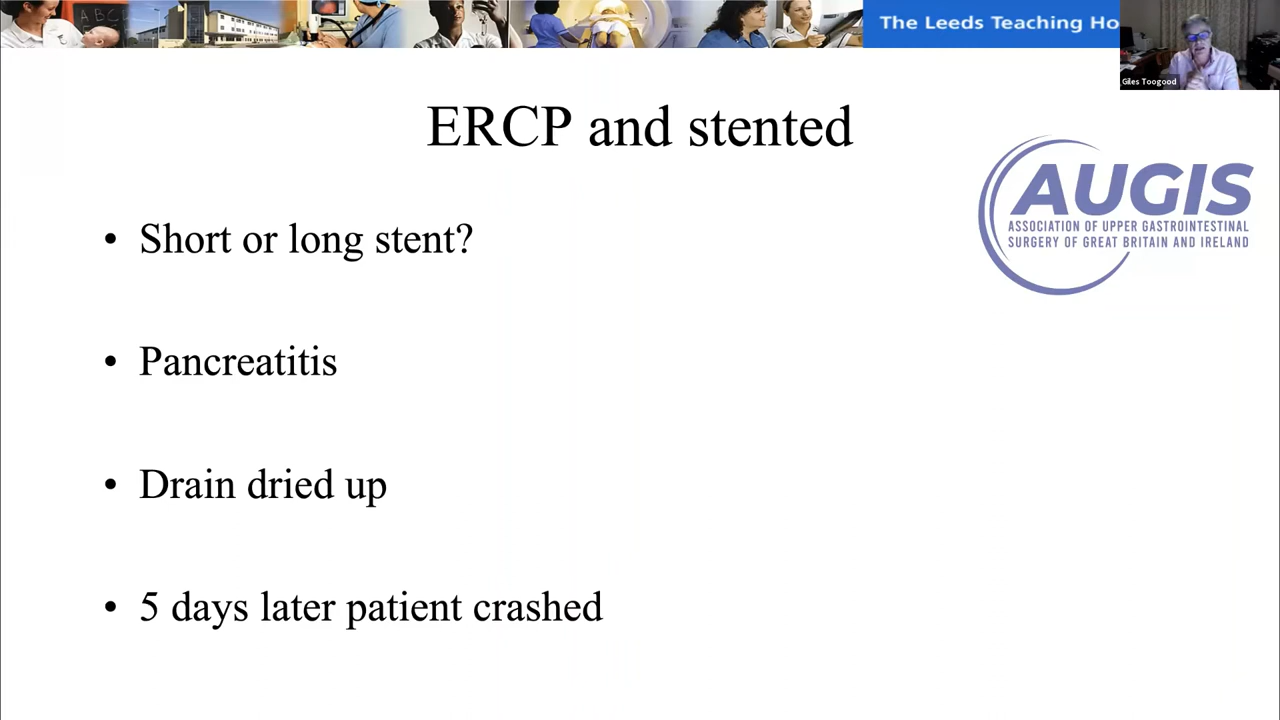 ABC
The Leeds Teaching Ho
Giles Toogood
ERCP and stented
AUGIS
ASSOCIATION OF UPPER GASTROINTESTINAL
SURGERY OF GREAT BRITAIN AND IRELAND
• Short or long stent?
• Pancreatitis
• Drain dried up
• 5 days later patient crashed